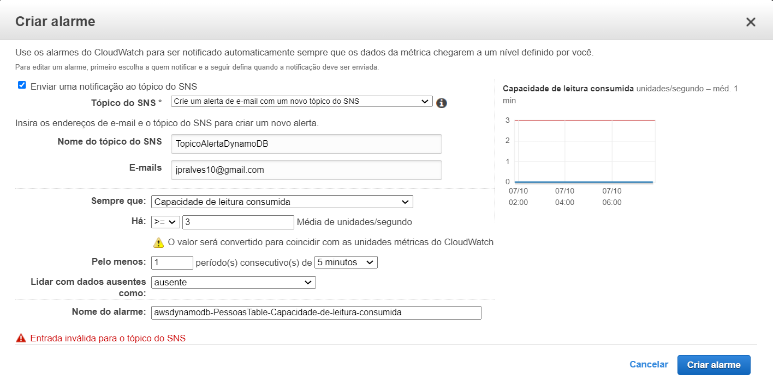 Criar alarme
Use os alarmes do CloudWatch para ser notificado automaticamente sempre que os dados da métrica chegarem a um nível definido por você.
Para editar um alarme, primeiro escolha a quem notificar e a seguir defina quando a notificação deve ser enviada.
Enviar uma notificação ao tópico do SNS
Tópico do SNS * Crie um alerta de e-mail com um novo tópico do SNS
Insira os endereços de e-mail e o tópico do SNS para criar um novo alerta.
Nome do tópico do SNS TopicoAlertaDynamoDB
E-mails jpralves10@gmail.com
Sempre que: Capacidade de leitura consumida
Há: >= 3 Média de unidades/segundo
O valor será convertido para coincidir com as unidades métricas do CloudWatch
Pelo menos: 1 período(s) consecutivo(s) de 5 minutos
Lidar com dados ausentes
como: ausente
Nome do alarme: awsdynamodb-PessoasTable-Capacidade-de-leitura-consumida
Entrada inválida para o tópico do SNS
Capacidade de leitura consumida unidades/segundo – méd. 1
min
3
2
1
0
07/10 07/10 07/10
02:00 04:00 06:00
Cancelar Criar alarme